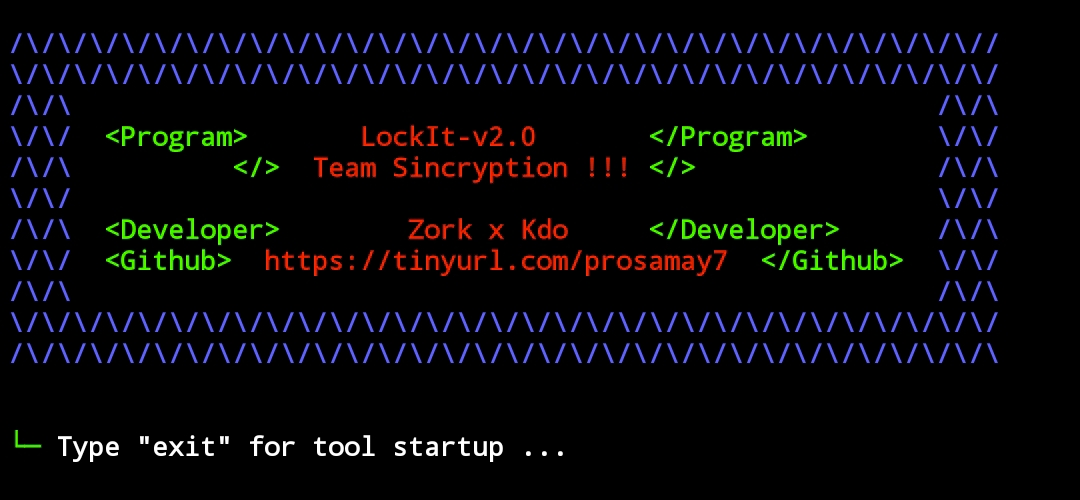 /\/\/\/\/\/\/\/\/\/\/\/\/\/\/\/\/\/\/\/\/\/\/\/\/\/\/\/\/\/\//
\/\/\/\/\/\/\/\/\/\/\/\/\/\/\/\/\/\/\/\/\/\/\/\/\/\/\/\/\/\/\/
/\/\ /\/\
\/\/ <Program> LockIt-v2.0 </Program> \/\/
/\/\ </> Team Sincryption !!! </> /\/\
\/\/ \/\/
/\/\ <Developer> Zork x Kdo </Developer> /\/\
\/\/ <Github> https://tinyurl.com/prosamay7 </Github> \/\/
/\/\ /\/\
\/\/\/\/\/\/\/\/\/\/\/\/\/\/\/\/\/\/\/\/\/\/\/\/\/\/\/\/\/\/\/
/\/\/\/\/\/\/\/\/\/\/\/\/\/\/\/\/\/\/\/\/\/\/\/\/\/\/\/\/\/\/\
└─ Type "exit" for tool startup ...